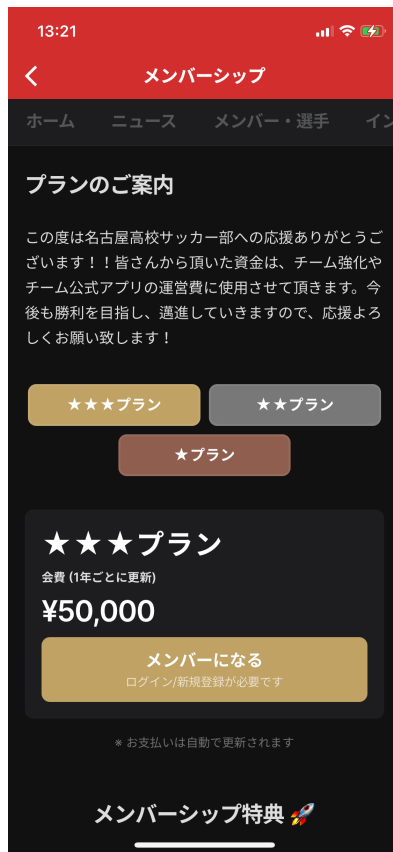 13:21
メンバーシップ
ホーム ニュース メンバー・選手 イン
プランのご案内
この度は名古屋高校サッカー部への応援ありがとうご
ざいます！！皆さんから頂いた資金は、チーム強化や
チーム公式アプリの運営費に使用させて頂きます。今
後も勝利を目指し、邁進していきますので、応援よろ
しくお願い致します！
★★★プラン ★★プラン
★プラン
★★★プラン
会費 (1年ごとに更新)
¥50,000
メンバーになる
ログイン/新規登録が必要です
※ お支払いは自動で更新されます
メンバーシップ特典 🚀